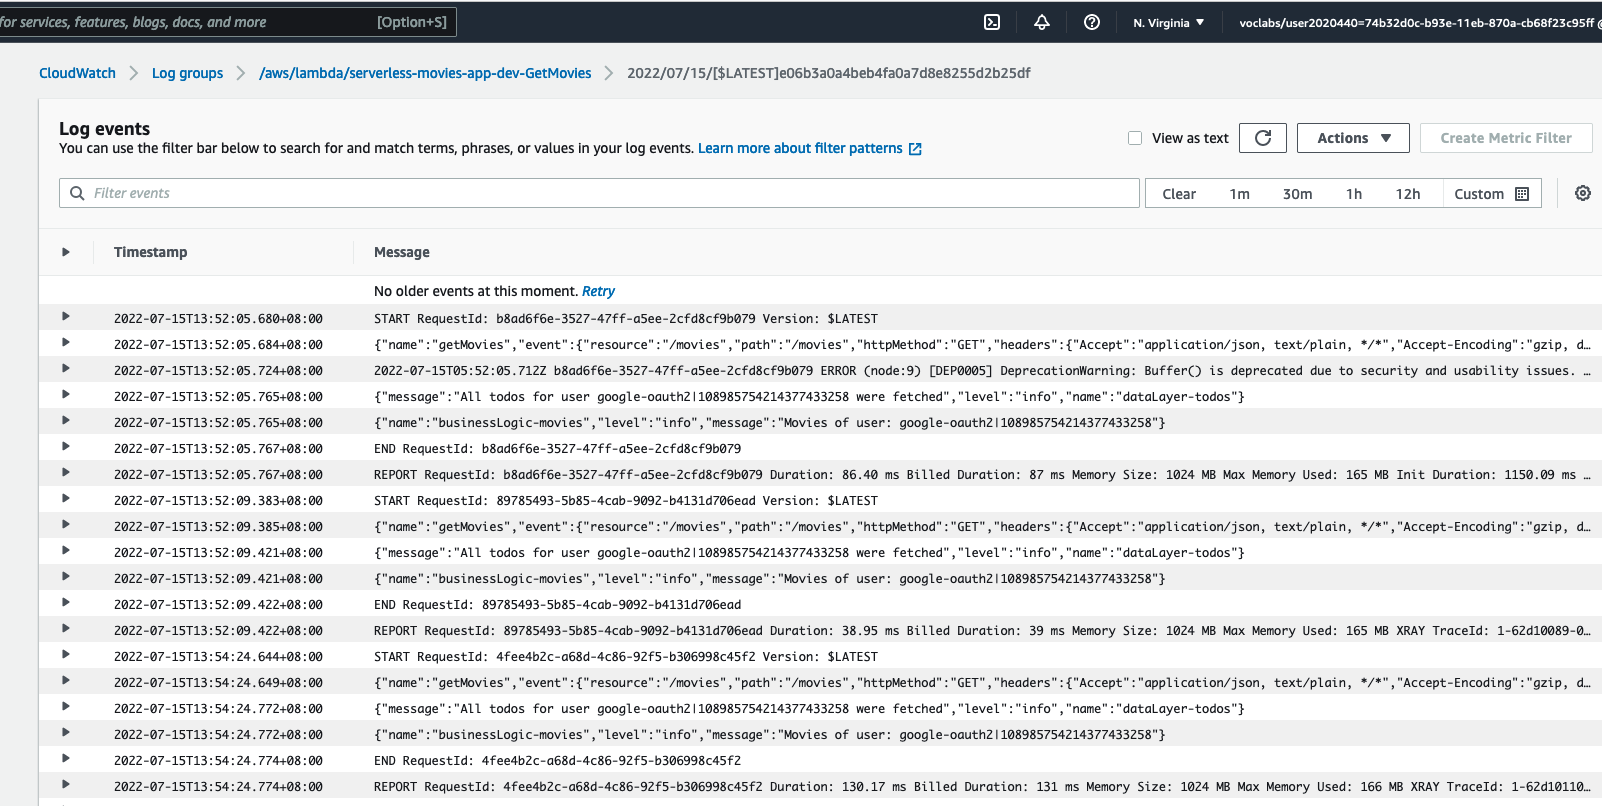 for services, features, blogs, docs, and more [Option+S] N. Virginia ▼ voclabs/user2020440=74b32d0c-b93e-11eb-870a-cb68f23c95ff @
CloudWatch > Log groups > /aws/lambda/serverless-movies-app-dev-GetMovies > 2022/07/15/[$LATEST]e06b3a0a4beb4fa0a7d8e8255d2b25df
Log events
You can use the filter bar below to search for and match terms, phrases, or values in your log events. Learn more about filter patterns
View as text Actions ▼ Create Metric Filter
Filter events Clear 1m 30m 1h 12h Custom
Timestamp Message
No older events at this moment. Retry
2022-07-15T13:52:05.680+08:00 START RequestId: b8ad6f6e-3527-47ff-a5ee-2cfd8cf9b079 Version: $LATEST
2022-07-15T13:52:05.684+08:00 {"name":"getMovies","event":{"resource":"/movies","path":"/movies","httpMethod":"GET","headers":{"Accept":"application/json, text/plain, */*","Accept-Encoding":"gzip, d…
2022-07-15T13:52:05.724+08:00 2022-07-15T05:52:05.712Z b8ad6f6e-3527-47ff-a5ee-2cfd8cf9b079 ERROR (node:9) [DEP0005] DeprecationWarning: Buffer() is deprecated due to security and usability issues. …
2022-07-15T13:52:05.765+08:00 {"message":"All todos for user google-oauth2|108985754214377433258 were fetched","level":"info","name":"dataLayer-todos"}
2022-07-15T13:52:05.765+08:00 {"name":"businessLogic-movies","level":"info","message":"Movies of user: google-oauth2|108985754214377433258"}
2022-07-15T13:52:05.767+08:00 END RequestId: b8ad6f6e-3527-47ff-a5ee-2cfd8cf9b079
2022-07-15T13:52:05.767+08:00 REPORT RequestId: b8ad6f6e-3527-47ff-a5ee-2cfd8cf9b079 Duration: 86.40 ms Billed Duration: 87 ms Memory Size: 1024 MB Max Memory Used: 165 MB Init Duration: 1150.09 ms …
2022-07-15T13:52:09.383+08:00 START RequestId: 89785493-5b85-4cab-9092-b4131d706ead Version: $LATEST
2022-07-15T13:52:09.385+08:00 {"name":"getMovies","event":{"resource":"/movies","path":"/movies","httpMethod":"GET","headers":{"Accept":"application/json, text/plain, */*","Accept-Encoding":"gzip, d…
2022-07-15T13:52:09.421+08:00 {"message":"All todos for user google-oauth2|108985754214377433258 were fetched","level":"info","name":"dataLayer-todos"}
2022-07-15T13:52:09.421+08:00 {"name":"businessLogic-movies","level":"info","message":"Movies of user: google-oauth2|108985754214377433258"}
2022-07-15T13:52:09.422+08:00 END RequestId: 89785493-5b85-4cab-9092-b4131d706ead
2022-07-15T13:52:09.422+08:00 REPORT RequestId: 89785493-5b85-4cab-9092-b4131d706ead Duration: 38.95 ms Billed Duration: 39 ms Memory Size: 1024 MB Max Memory Used: 165 MB XRAY TraceId: 1-62d10089-0…
2022-07-15T13:54:24.644+08:00 START RequestId: 4fee4b2c-a68d-4c86-92f5-b306998c45f2 Version: $LATEST
2022-07-15T13:54:24.649+08:00 {"name":"getMovies","event":{"resource":"/movies","path":"/movies","httpMethod":"GET","headers":{"Accept":"application/json, text/plain, */*","Accept-Encoding":"gzip, d…
2022-07-15T13:54:24.772+08:00 {"message":"All todos for user google-oauth2|108985754214377433258 were fetched","level":"info","name":"dataLayer-todos"}
2022-07-15T13:54:24.772+08:00 {"name":"businessLogic-movies","level":"info","message":"Movies of user: google-oauth2|108985754214377433258"}
2022-07-15T13:54:24.774+08:00 END RequestId: 4fee4b2c-a68d-4c86-92f5-b306998c45f2
2022-07-15T13:54:24.774+08:00 REPORT RequestId: 4fee4b2c-a68d-4c86-92f5-b306998c45f2 Duration: 130.17 ms Billed Duration: 131 ms Memory Size: 1024 MB Max Memory Used: 166 MB XRAY TraceId: 1-62d10110…